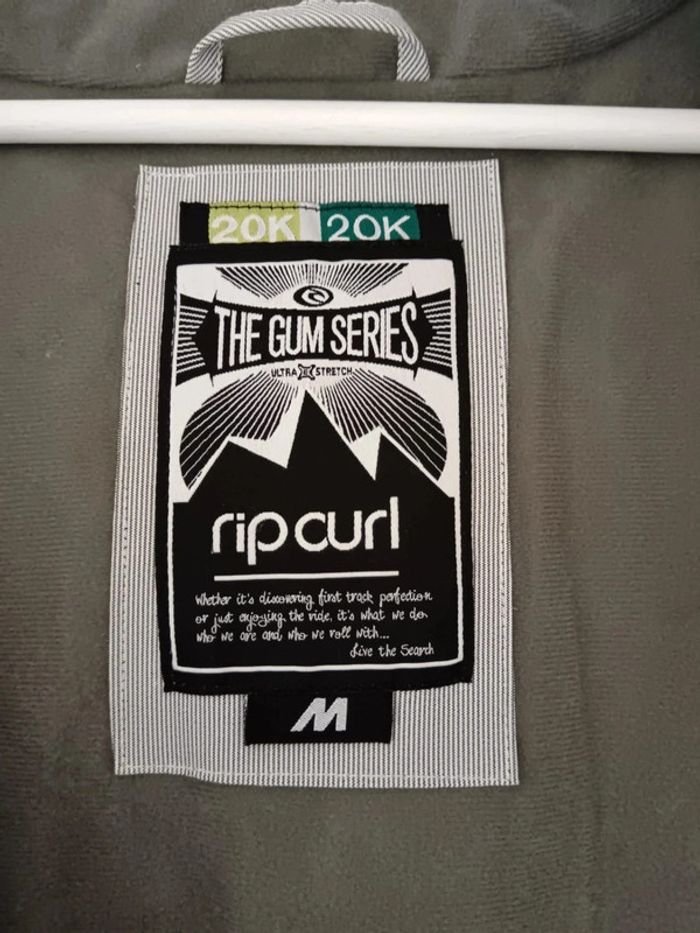 20K 20K
THE GUM SERIES
ULTRA STRETCH
rip curl
Whether it's discovering first track perfection
or just enjoying the ride, it's what we do
who we are and who we roll with...
Live the Search
M